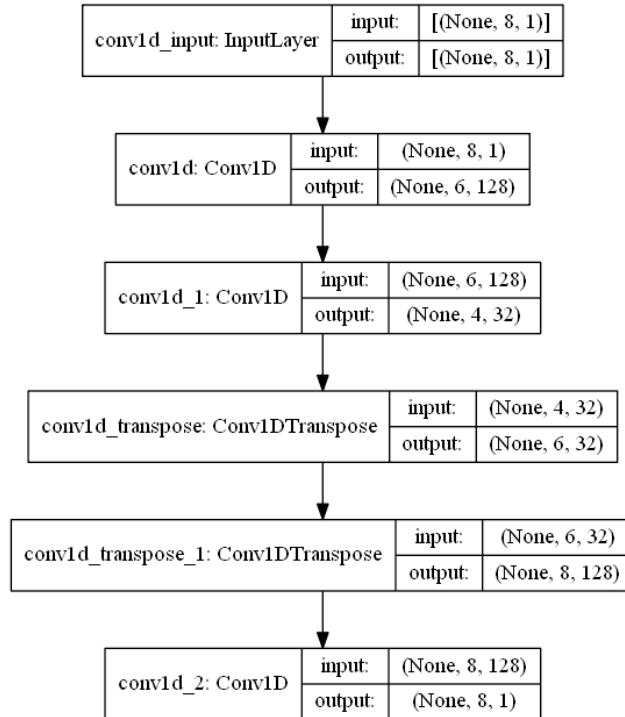 conv1d_input: InputLayer
input:
[(None, 8, 1)]
output:
[(None, 8, 1)]
conv1d: Conv1D
input:
(None, 8, 1)
output:
(None, 6, 128)
conv1d_1: Conv1D
input:
(None, 6, 128)
output:
(None, 4, 32)
conv1d_transpose: Conv1DTranspose
input:
(None, 4, 32)
output:
(None, 6, 32)
conv1d_transpose_1: Conv1DTranspose
input:
(None, 6, 32)
output:
(None, 8, 128)
conv1d_2: Conv1D
input:
(None, 8, 128)
output:
(None, 8, 1)